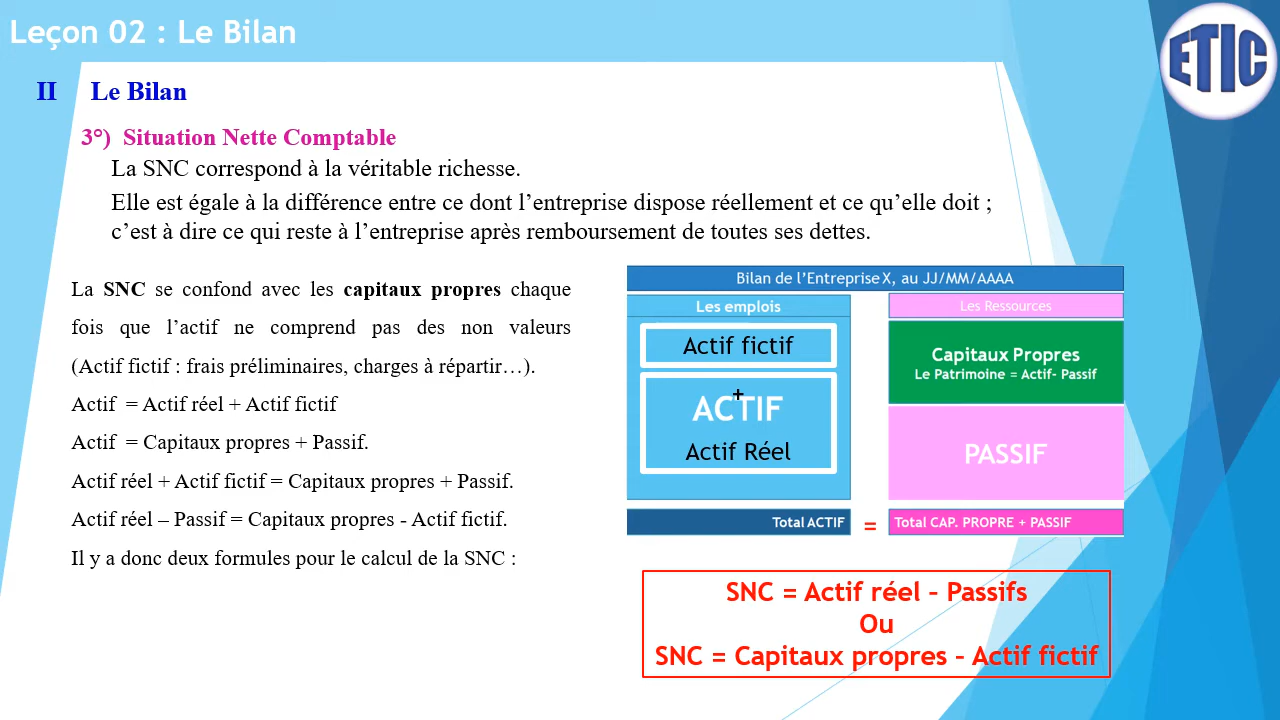 Leçon 02 : Le Bilan
ETIC
II Le Bilan
3°) Situation Nette Comptable
La SNC correspond à la véritable richesse.
Elle est égale à la différence entre ce dont l’entreprise dispose réellement et ce qu’elle doit ;
c’est à dire ce qui reste à l’entreprise après remboursement de toutes ses dettes.
La SNC se confond avec les capitaux propres chaque
fois que l’actif ne comprend pas des non valeurs
(Actif fictif : frais préliminaires, charges à répartir…).
Actif = Actif réel + Actif fictif
Actif = Capitaux propres + Passif.
Actif réel + Actif fictif = Capitaux propres + Passif.
Actif réel – Passif = Capitaux propres - Actif fictif.
Il y a donc deux formules pour le calcul de la SNC :
Bilan de l’Entreprise X, au JJ/MM/AAAA
Les emplois
Actif fictif
+
ACTIF
Actif Réel
Total ACTIF
=
Les Ressources
Capitaux Propres
Le Patrimoine = Actif- Passif
PASSIF
Total CAP. PROPRE + PASSIF
SNC = Actif réel – Passifs
Ou
SNC = Capitaux propres – Actif fictif